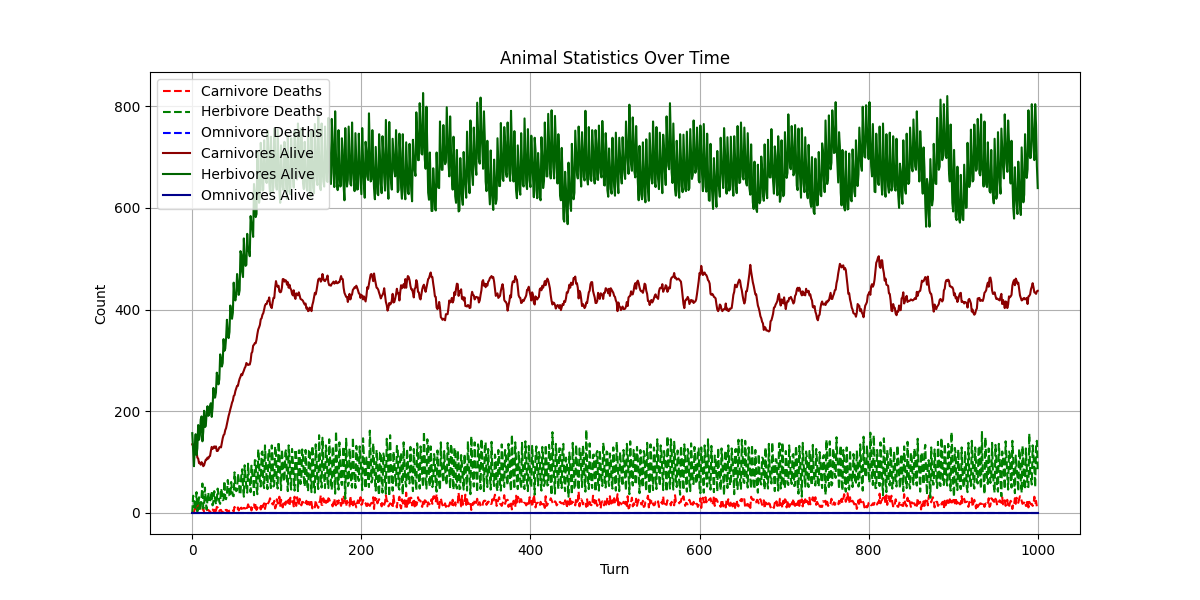 Animal Statistics Over Time
Carnivore Deaths
Herbivore Deaths
Omnivore Deaths
Carnivores Alive
Herbivores Alive
Omnivores Alive
800
600
400
200
0
Count
0 200 400 600 800 1000
Turn